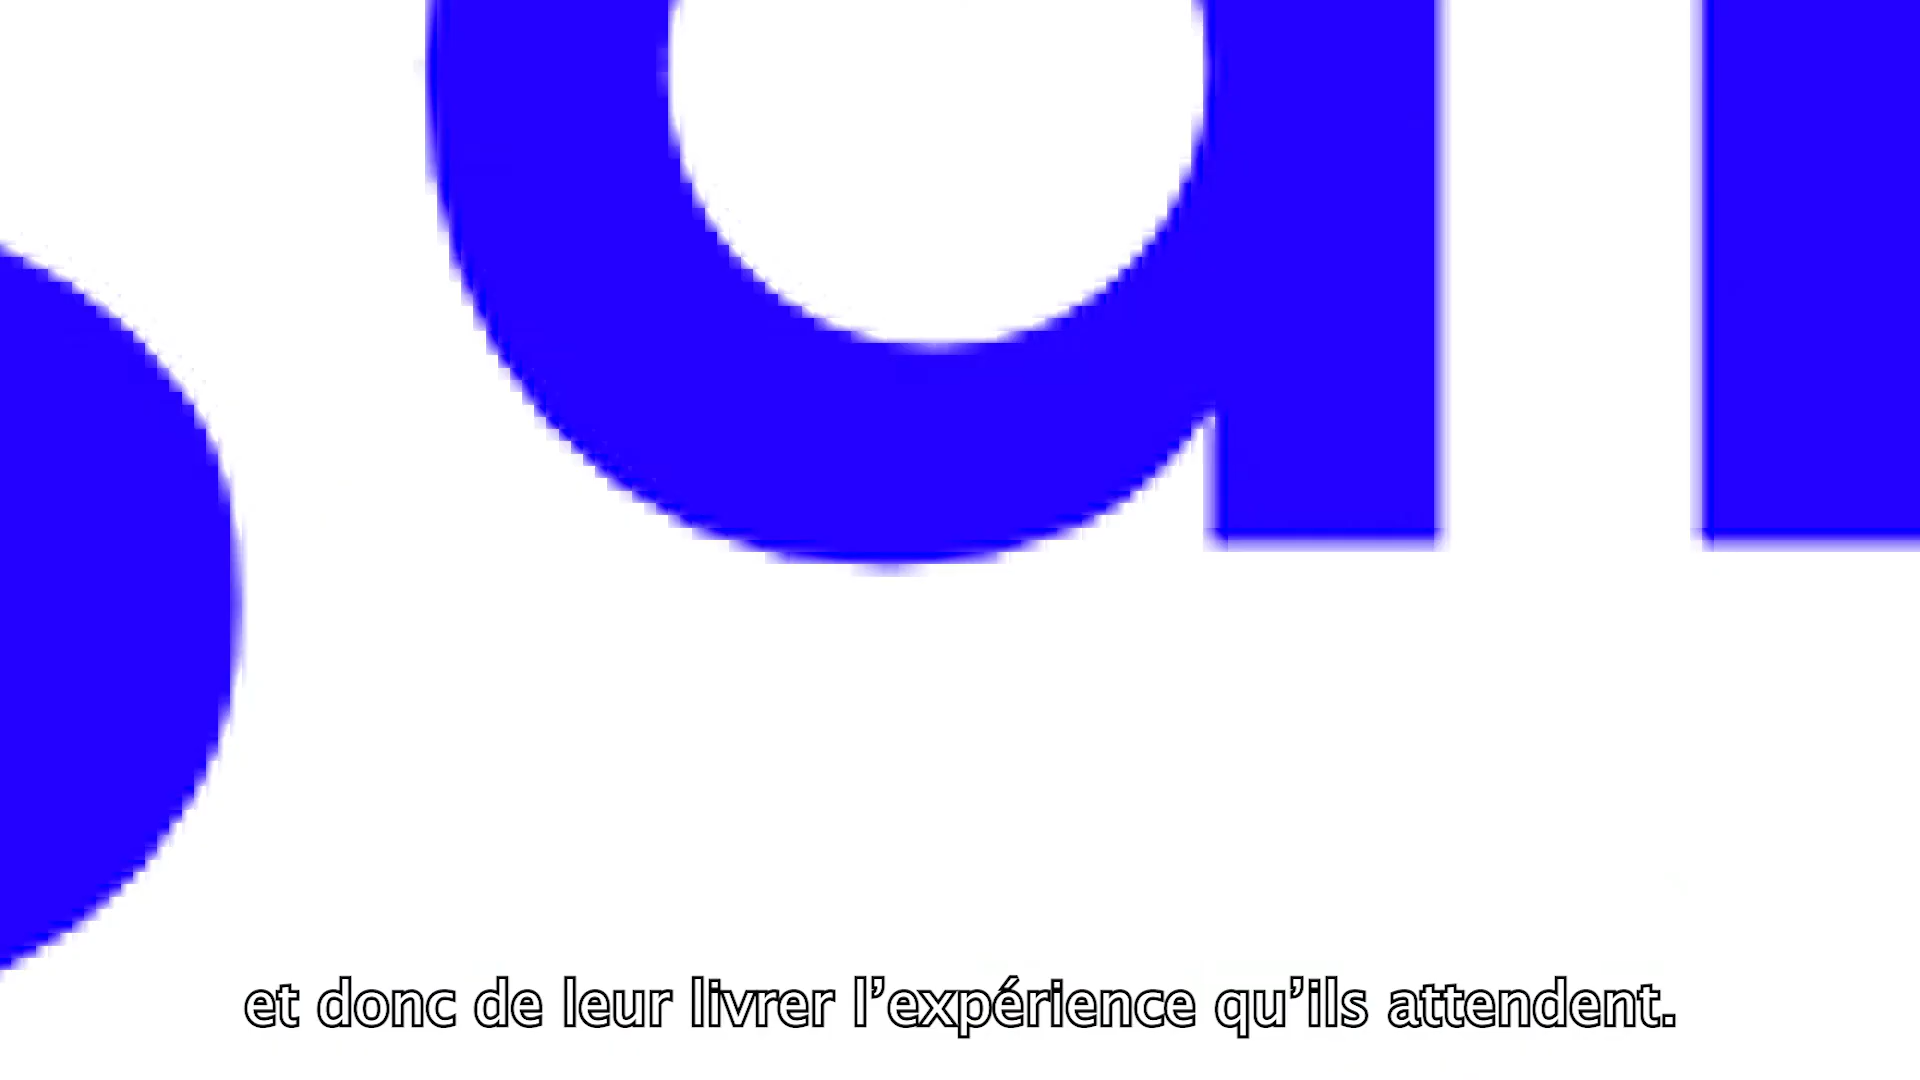 et donc de leur livrer l’expérience qu’ils attendent.